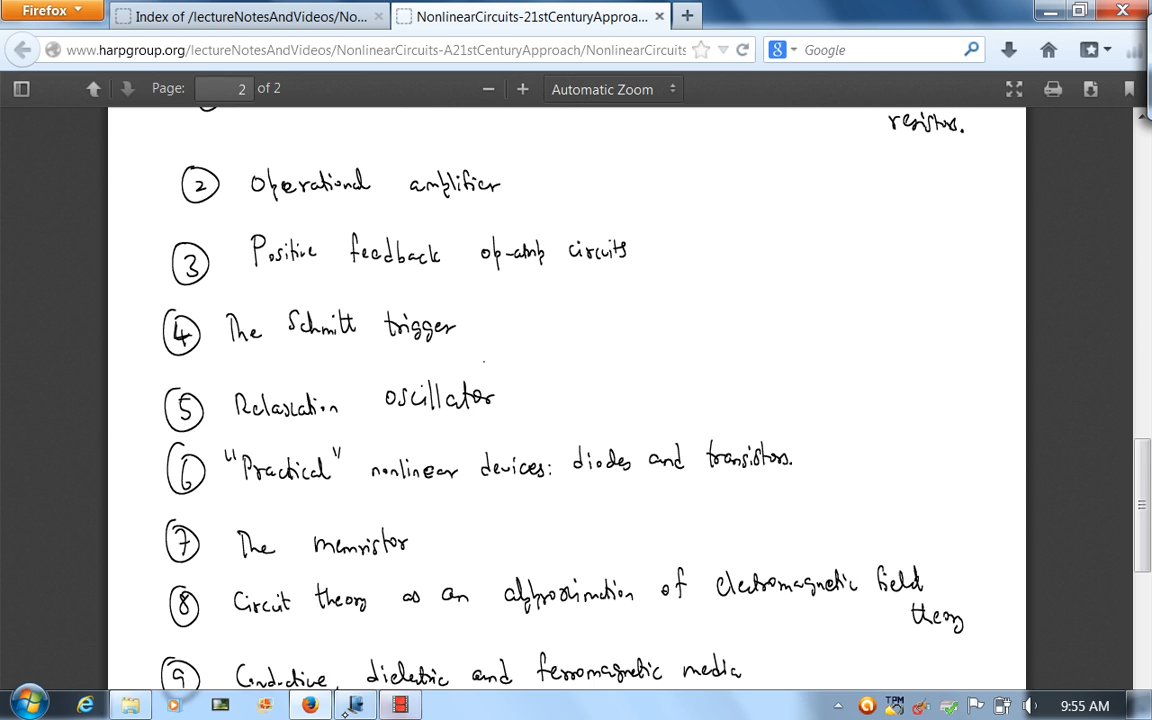 Firefox
Index of /lectureNotesAndVideos/No...
NonlinearCircuits-21stCenturyApproa...
www.harpgroup.org/lectureNotesAndVideos/NonlinearCircuits-A21stCenturyApproach/NonlinearCircuits
Google
Page: 2 of 2
Automatic Zoom
resistors.
2 Operational amplifier
3 Positive feedback op-amp circuits
4 The Schmitt trigger
5 Relaxation oscillator
6 "Practical" nonlinear devices: diodes and transistors.
7 The memristor
8 Circuit theory as an approximation of electromagnetic field
theory
9 Conductive, dielectric and ferromagnetic media
9:55 AM